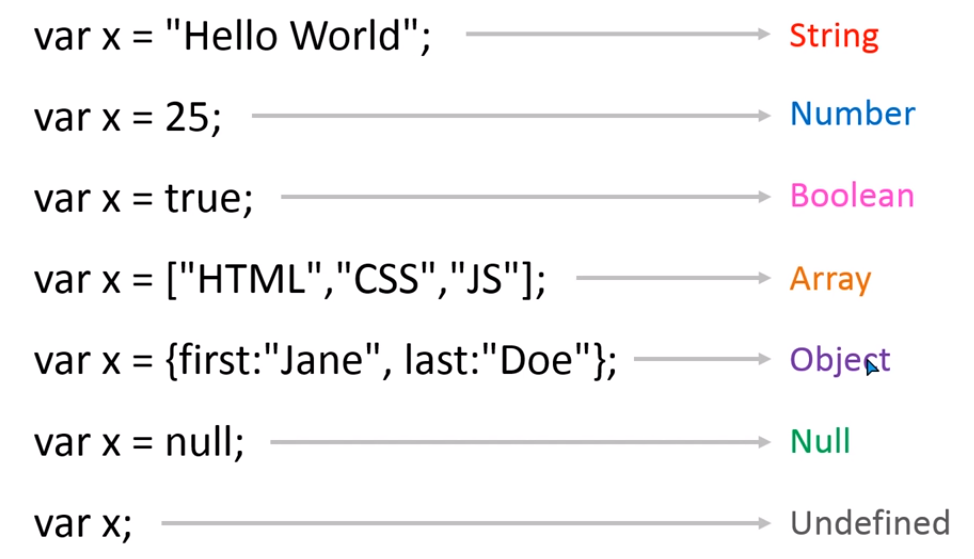 var x = "Hello World"; String
var x = 25; Number
var x = true; Boolean
var x = ["HTML","CSS","JS"]; Array
var x = {first:"Jane", last:"Doe"}; Object
var x = null; Null
var x; Undefined